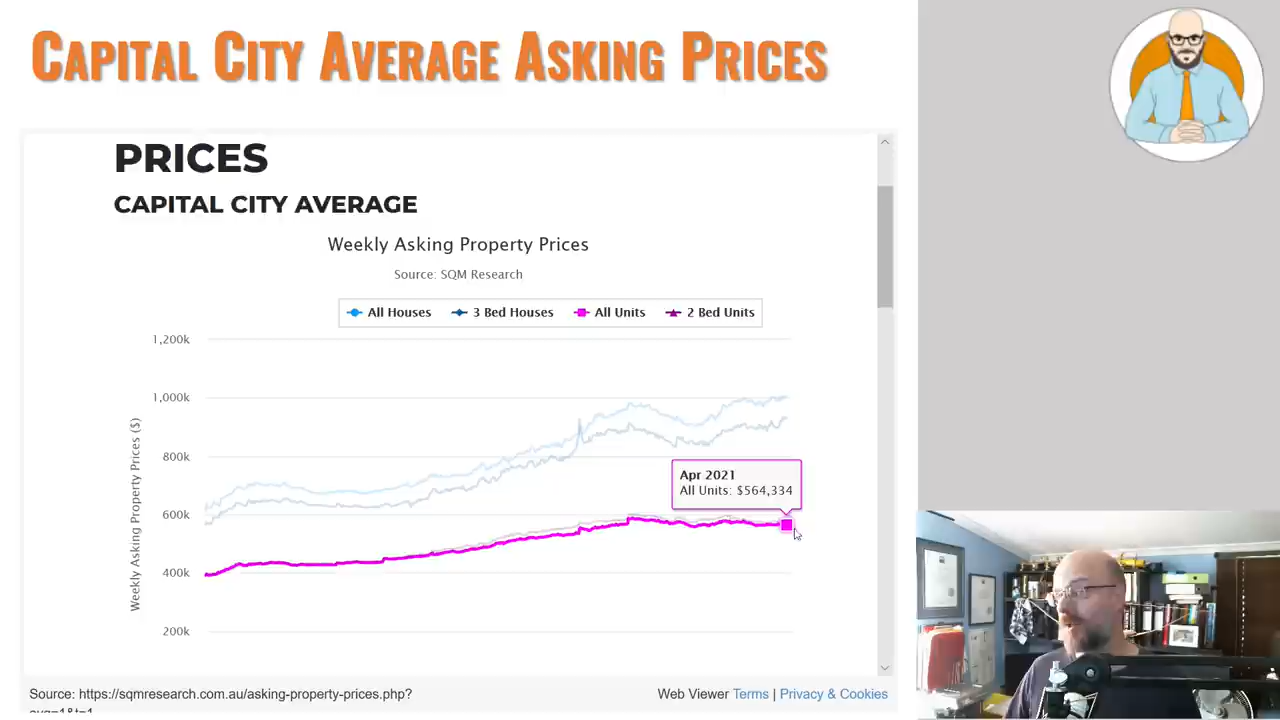 CAPITAL CITY AVERAGE ASKING PRICES
PRICES
CAPITAL CITY AVERAGE
Weekly Asking Property Prices
Source: SQM Research
All Houses 3 Bed Houses All Units 2 Bed Units
1,200k
1,000k
800k
600k
400k
200k
Weekly Asking Property Prices ($)
Apr 2021
All Units: $564,334
Source: https://sqmresearch.com.au/asking-property-prices.php?
Web Viewer Terms | Privacy & Cookies